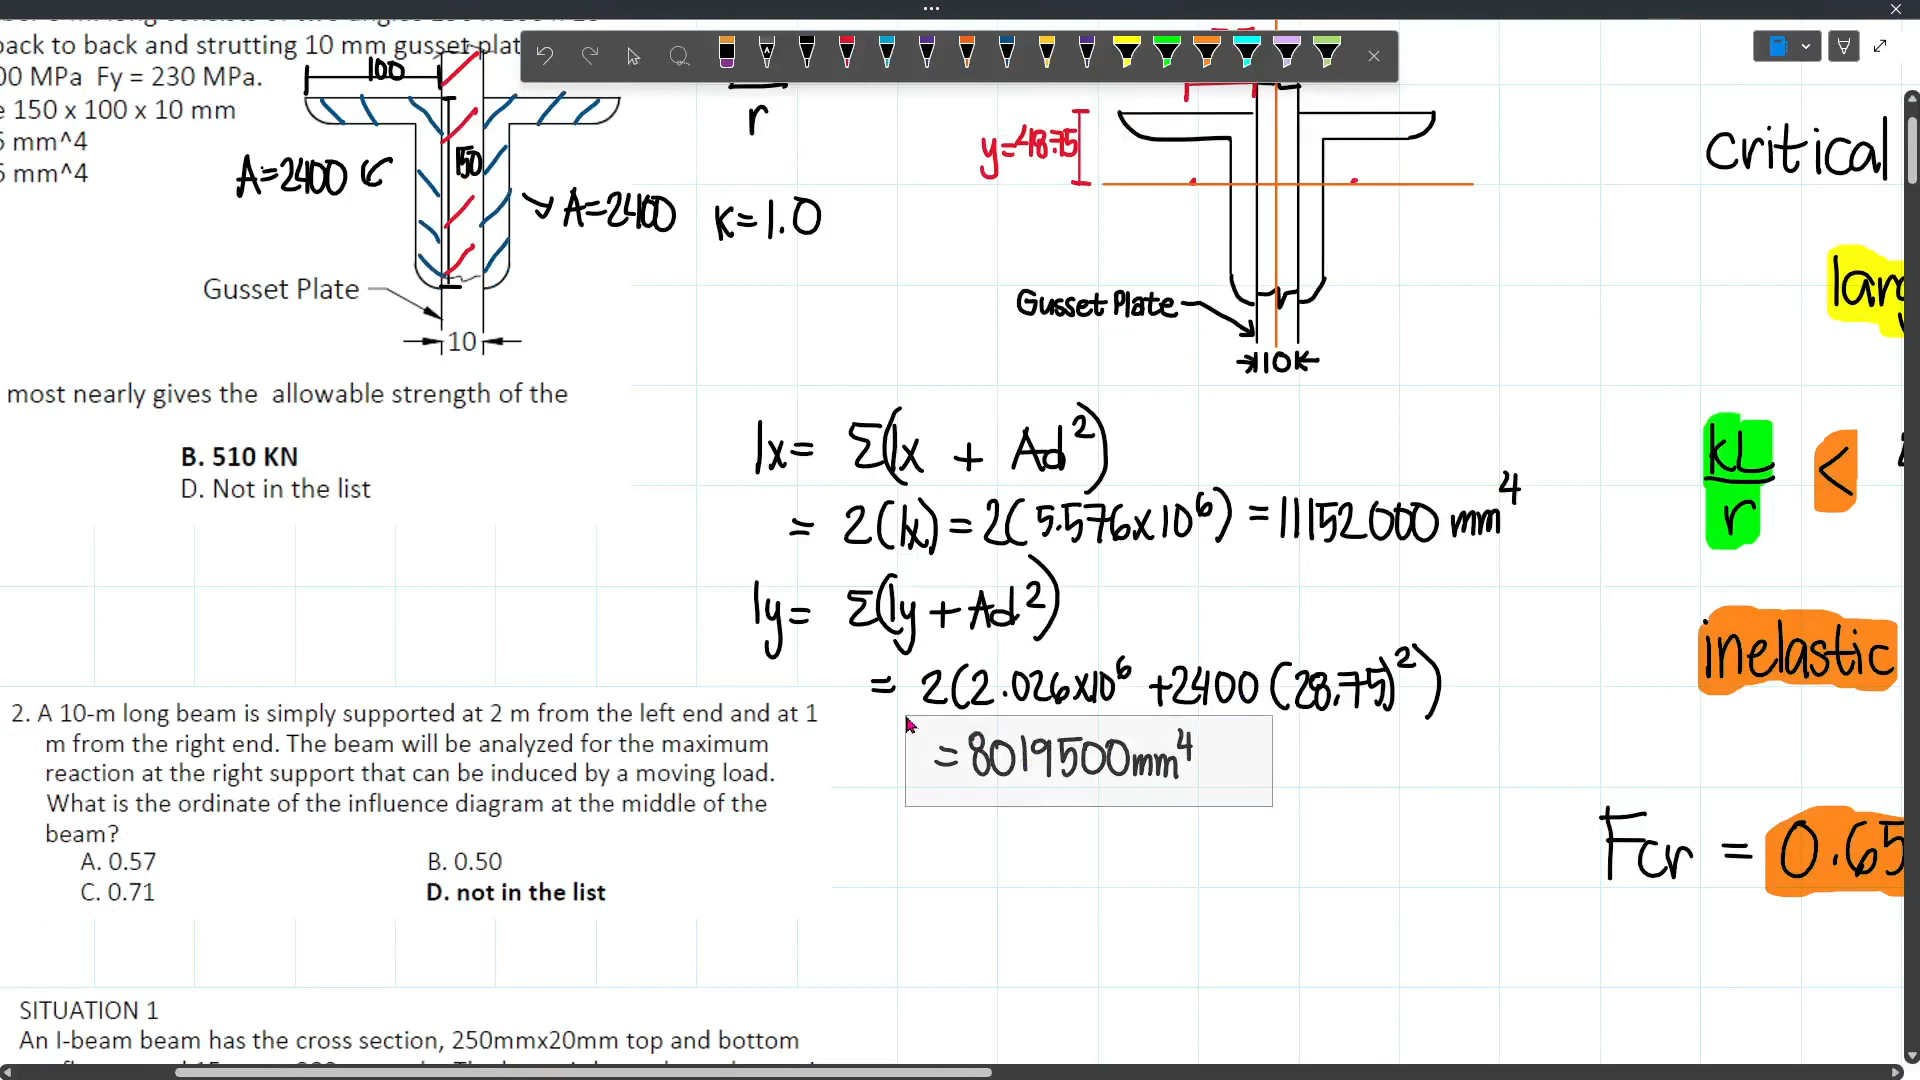 back to back and strutting 10 mm gusset plat
00 MPa Fy = 230 MPa.
e 150 x 100 x 10 mm
6 mm^4
6 mm^4
100
150
A=2400
A=2400
Gusset Plate
10
r
K=1.0
y=48.75
Gusset Plate
10
critical
kL
r
<
inelastic
Fcr = 0.65
most nearly gives the allowable strength of the
B. 510 KN
D. Not in the list
Ix= Σ(Ix + Ad²)
= 2(Ix) = 2(5.576x10⁶) = 11152000 mm⁴
Iy= Σ(Iy + Ad²)
= 2(2.026x10⁶ +2400(28.75)²)
= 8019500mm⁴
2. A 10-m long beam is simply supported at 2 m from the left end and at 1
m from the right end. The beam will be analyzed for the maximum
reaction at the right support that can be induced by a moving load.
What is the ordinate of the influence diagram at the middle of the
beam?
A. 0.57 B. 0.50
C. 0.71 D. not in the list
SITUATION 1
An I-beam beam has the cross section, 250mmx20mm top and bottom